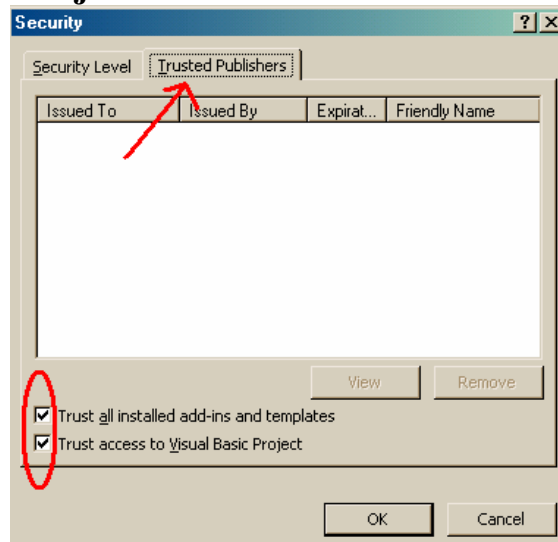 Security
Security Level Trusted Publishers
Issued To Issued By Expirat... Friendly Name
View Remove
Trust all installed add-ins and templates
Trust access to Visual Basic Project
OK Cancel